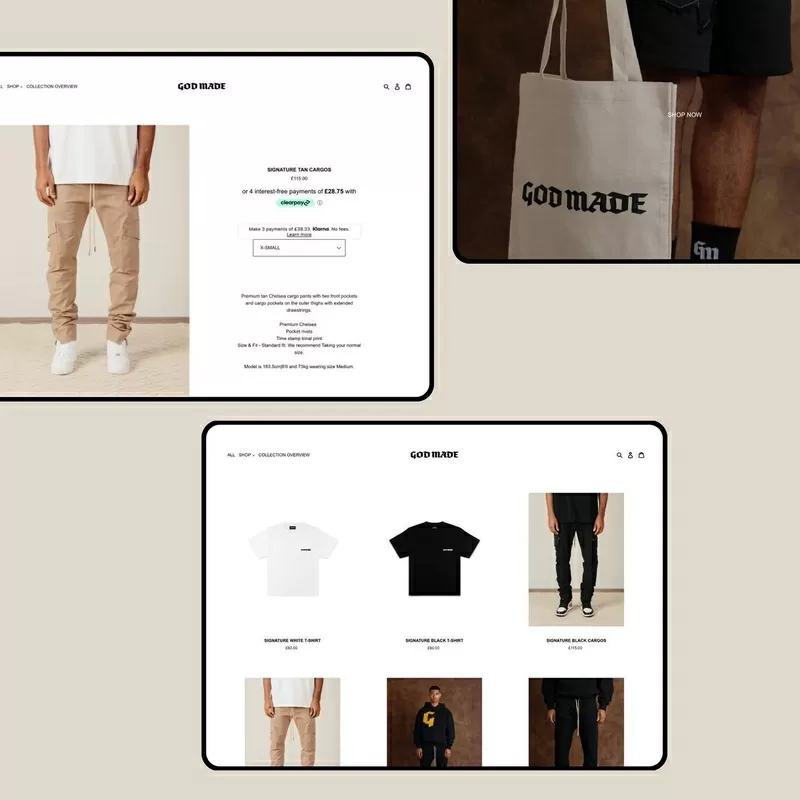 L SHOP COLLECTION OVERVIEW
GOD MADE
SIGNATURE TAN CARGOS
£115.00
or 4 interest-free payments of £28.75 with
clearpay
Make 3 payments of £38.33. Klarna. No fees.
Learn more
X-SMALL
Premium tan Chelsea cargo pants with two front pockets
and cargo pockets on the outer thighs with extended
drawstrings.
Premium Chelsea
Pocket rivets
Time stamp tonal print
Size & Fit - Standard fit. We recommend Taking your normal
size.
Model is 183.5cm|6'0 and 73kg wearing size Medium.
SHOP NOW
GOD MADE
Gm
ALL SHOP COLLECTION OVERVIEW
GOD MADE
GOD MADE
GOD MADE
SIGNATURE WHITE T-SHIRT
£60.00
SIGNATURE BLACK T-SHIRT
£60.00
SIGNATURE BLACK CARGOS
£115.00
G